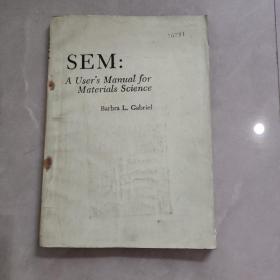 SEM:
A User's Manual for
Materials Science
Barbra L. Gabriel